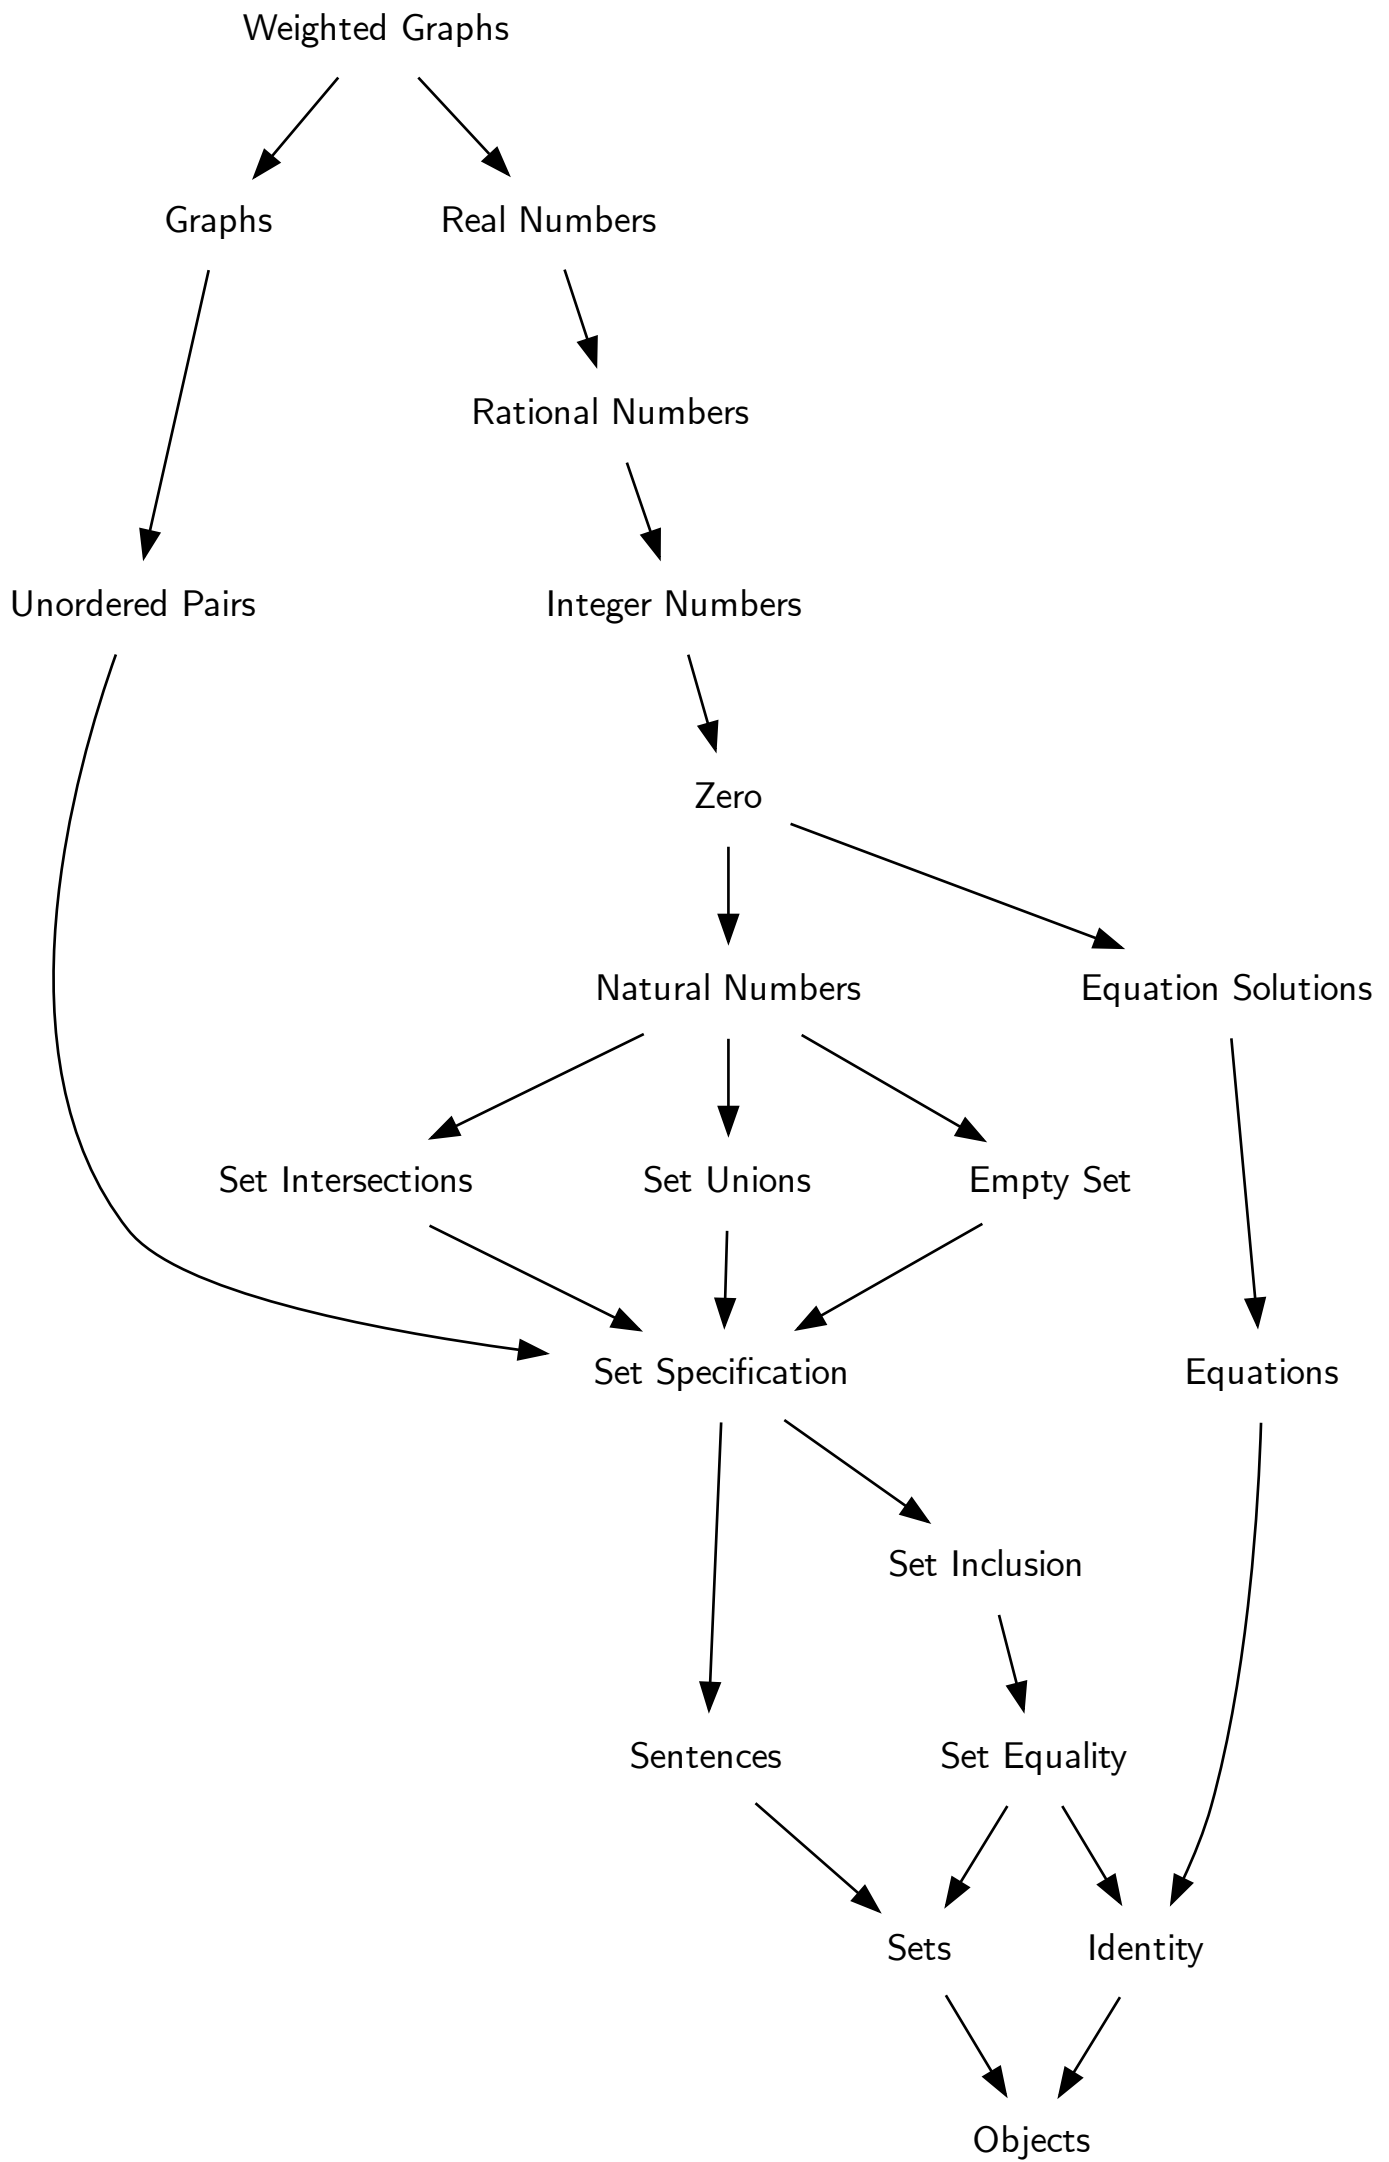 Weighted Graphs
Graphs
Real Numbers
Rational Numbers
Unordered Pairs
Integer Numbers
Zero
Natural Numbers
Equation Solutions
Set Intersections
Set Unions
Empty Set
Set Specification
Equations
Set Inclusion
Sentences
Set Equality
Sets
Identity
Objects